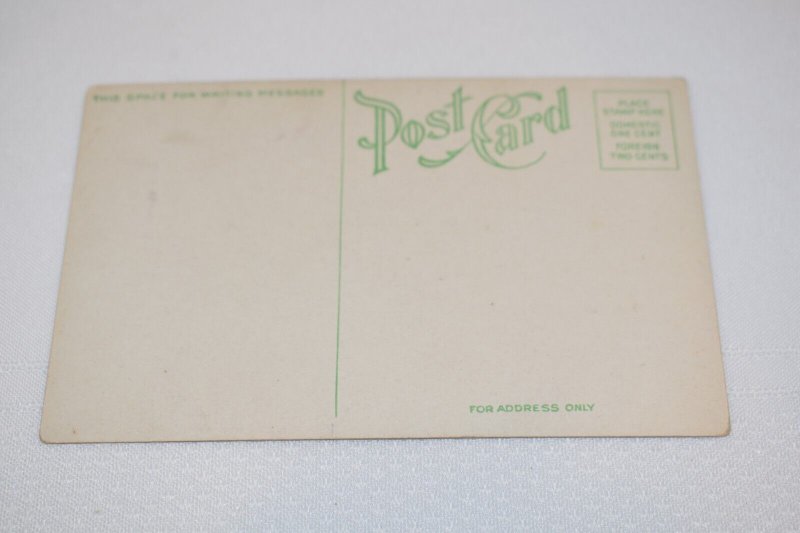 THIS SPACE FOR WRITING MESSAGES
Post Card
PLACE
STAMP HERE
DOMESTIC
ONE CENT
FOREIGN
TWO CENTS
FOR ADDRESS ONLY